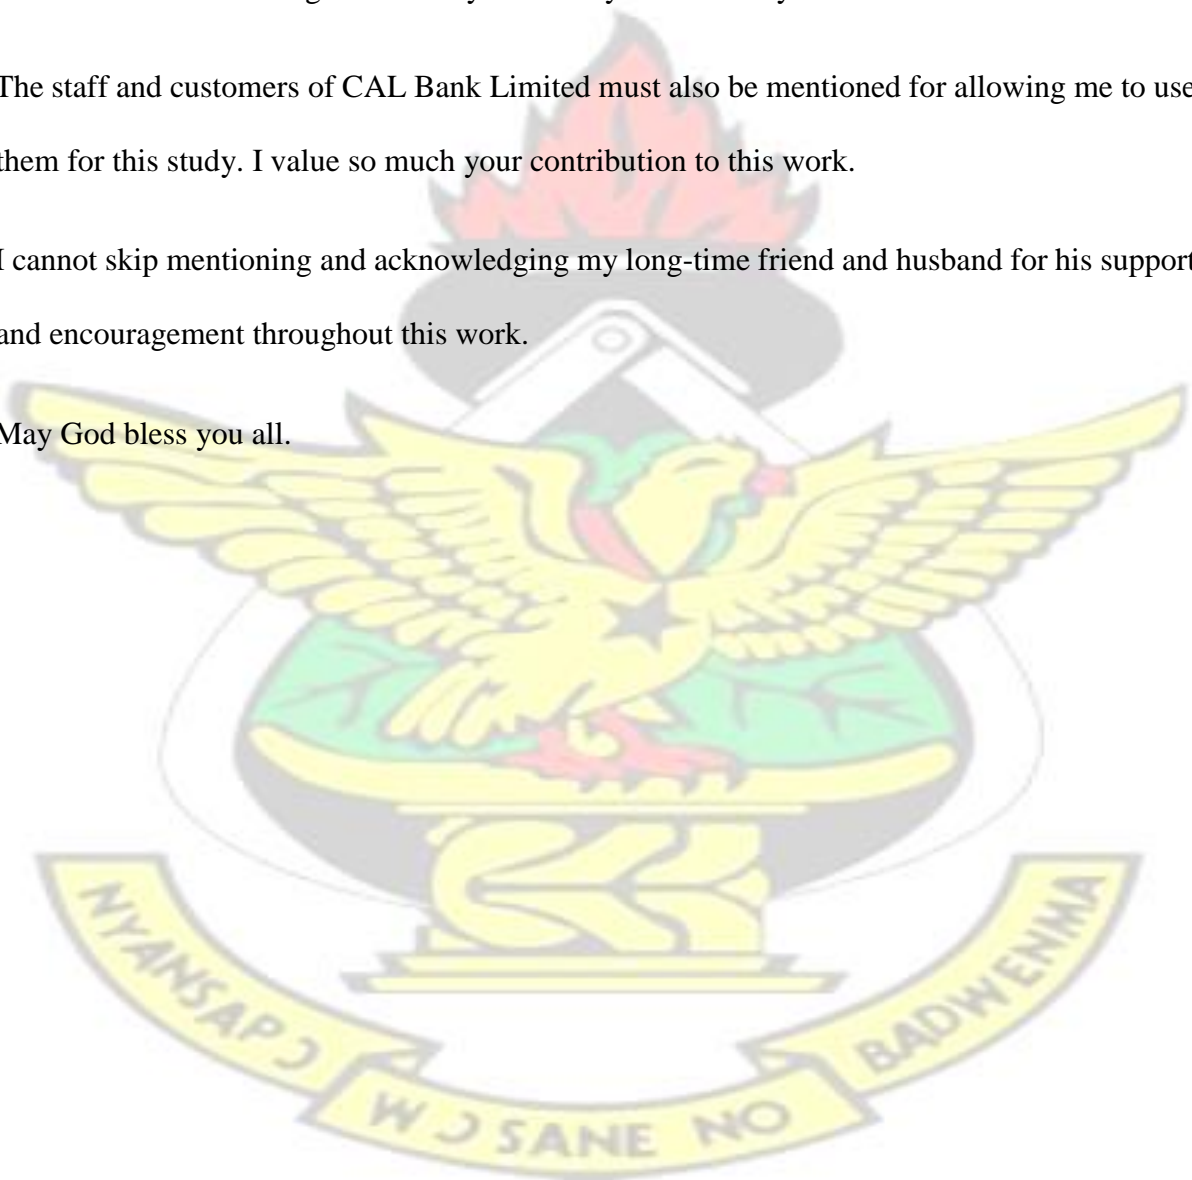 The staff and customers of CAL Bank Limited must also be mentioned for allowing me to use
them for this study. I value so much your contribution to this work.
I cannot skip mentioning and acknowledging my long-time friend and husband for his support
and encouragement throughout this work.
May God bless you all.
NYANSAPƆ
WƆSANE NO
BADWENMA